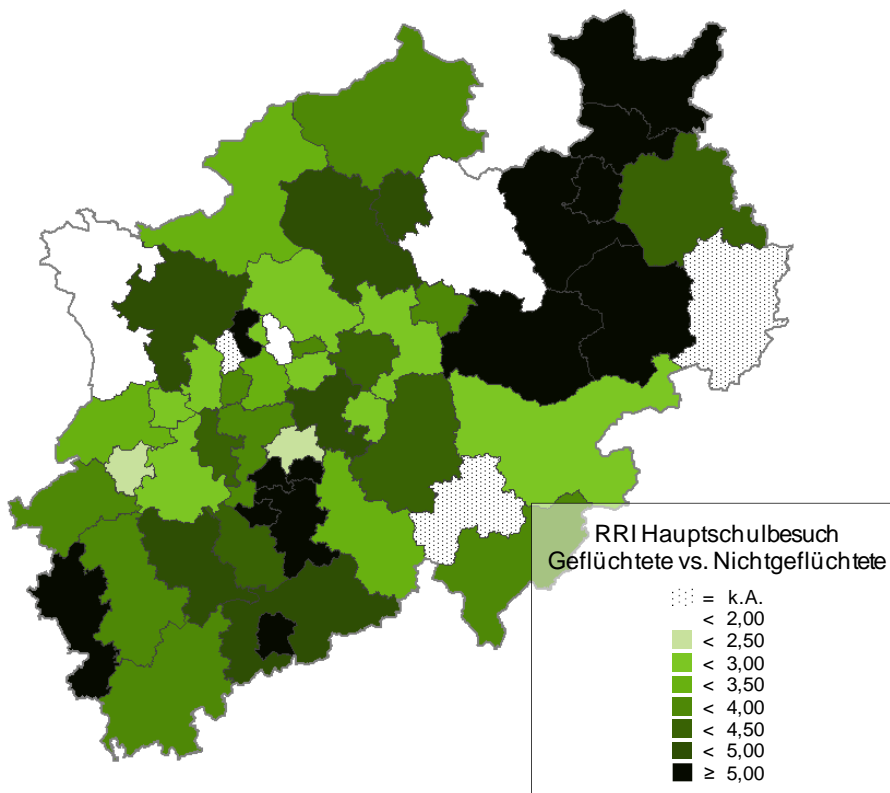 RRI Hauptschulbesuch
Geflüchtete vs. Nichtgeflüchtete
= k.A.
< 2,00
< 2,50
< 3,00
< 3,50
< 4,00
< 4,50
< 5,00
≥ 5,00